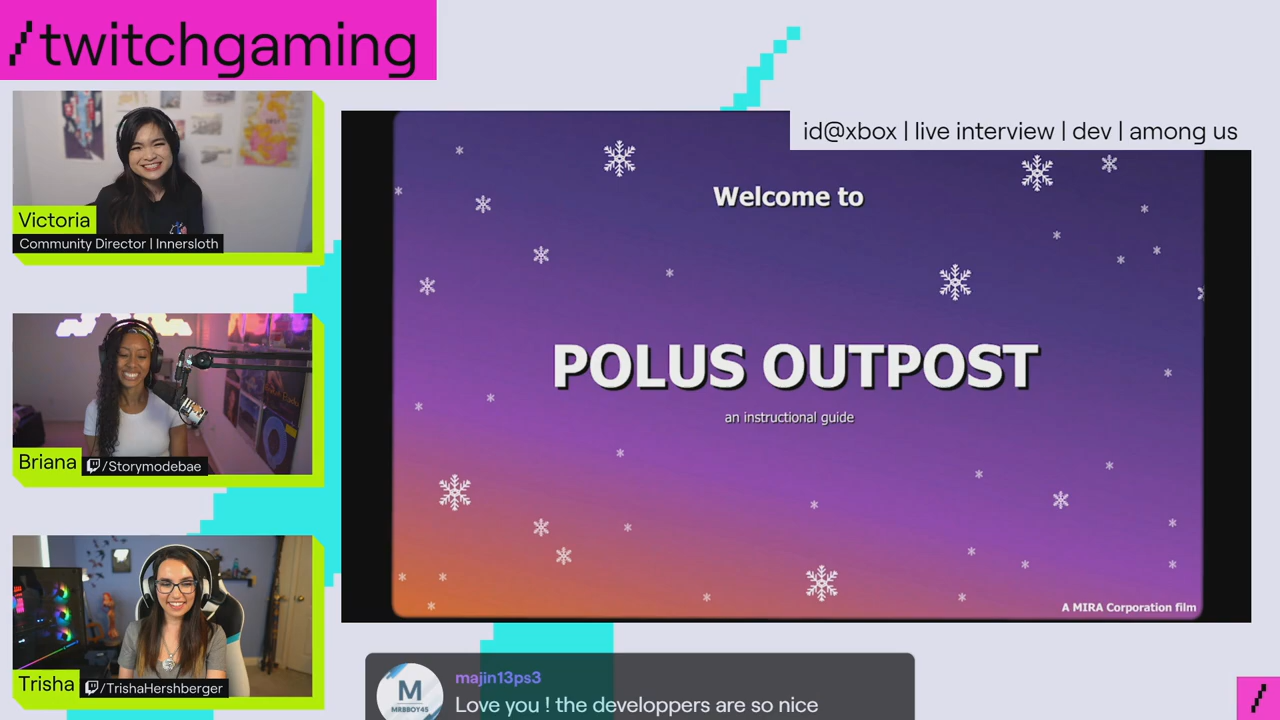 /twitchgaming
id@xbox | live interview | dev | among us
Victoria
Community Director | Innersloth
Briana
/Storymodebae
Trisha
/TrishaHershberger
Welcome to
POLUS OUTPOST
an instructional guide
A MIRA Corporation film
M
MRBBOY45
majin13ps3
Love you ! the developpers are so nice